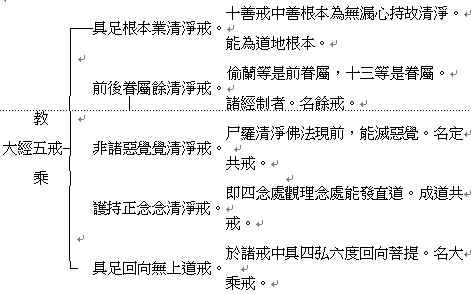 教
大經五戒
乘
具足根本業清淨戒。
十善戒中善根本為無漏心持故清淨。
能為道地根本。
前後眷屬餘清淨戒。
偷蘭等是前眷屬，十三等是眷屬。
諸經制者。名餘戒。
非諸惡覺覺清淨戒。
尸羅清淨佛法現前，能滅惡覺。名定
共戒。
護持正念念清淨戒。
即四念處觀理念處能發直道。成道共
戒。
具足回向無上道戒。
於諸戒中具四弘六度回向菩提。名大
乘戒。